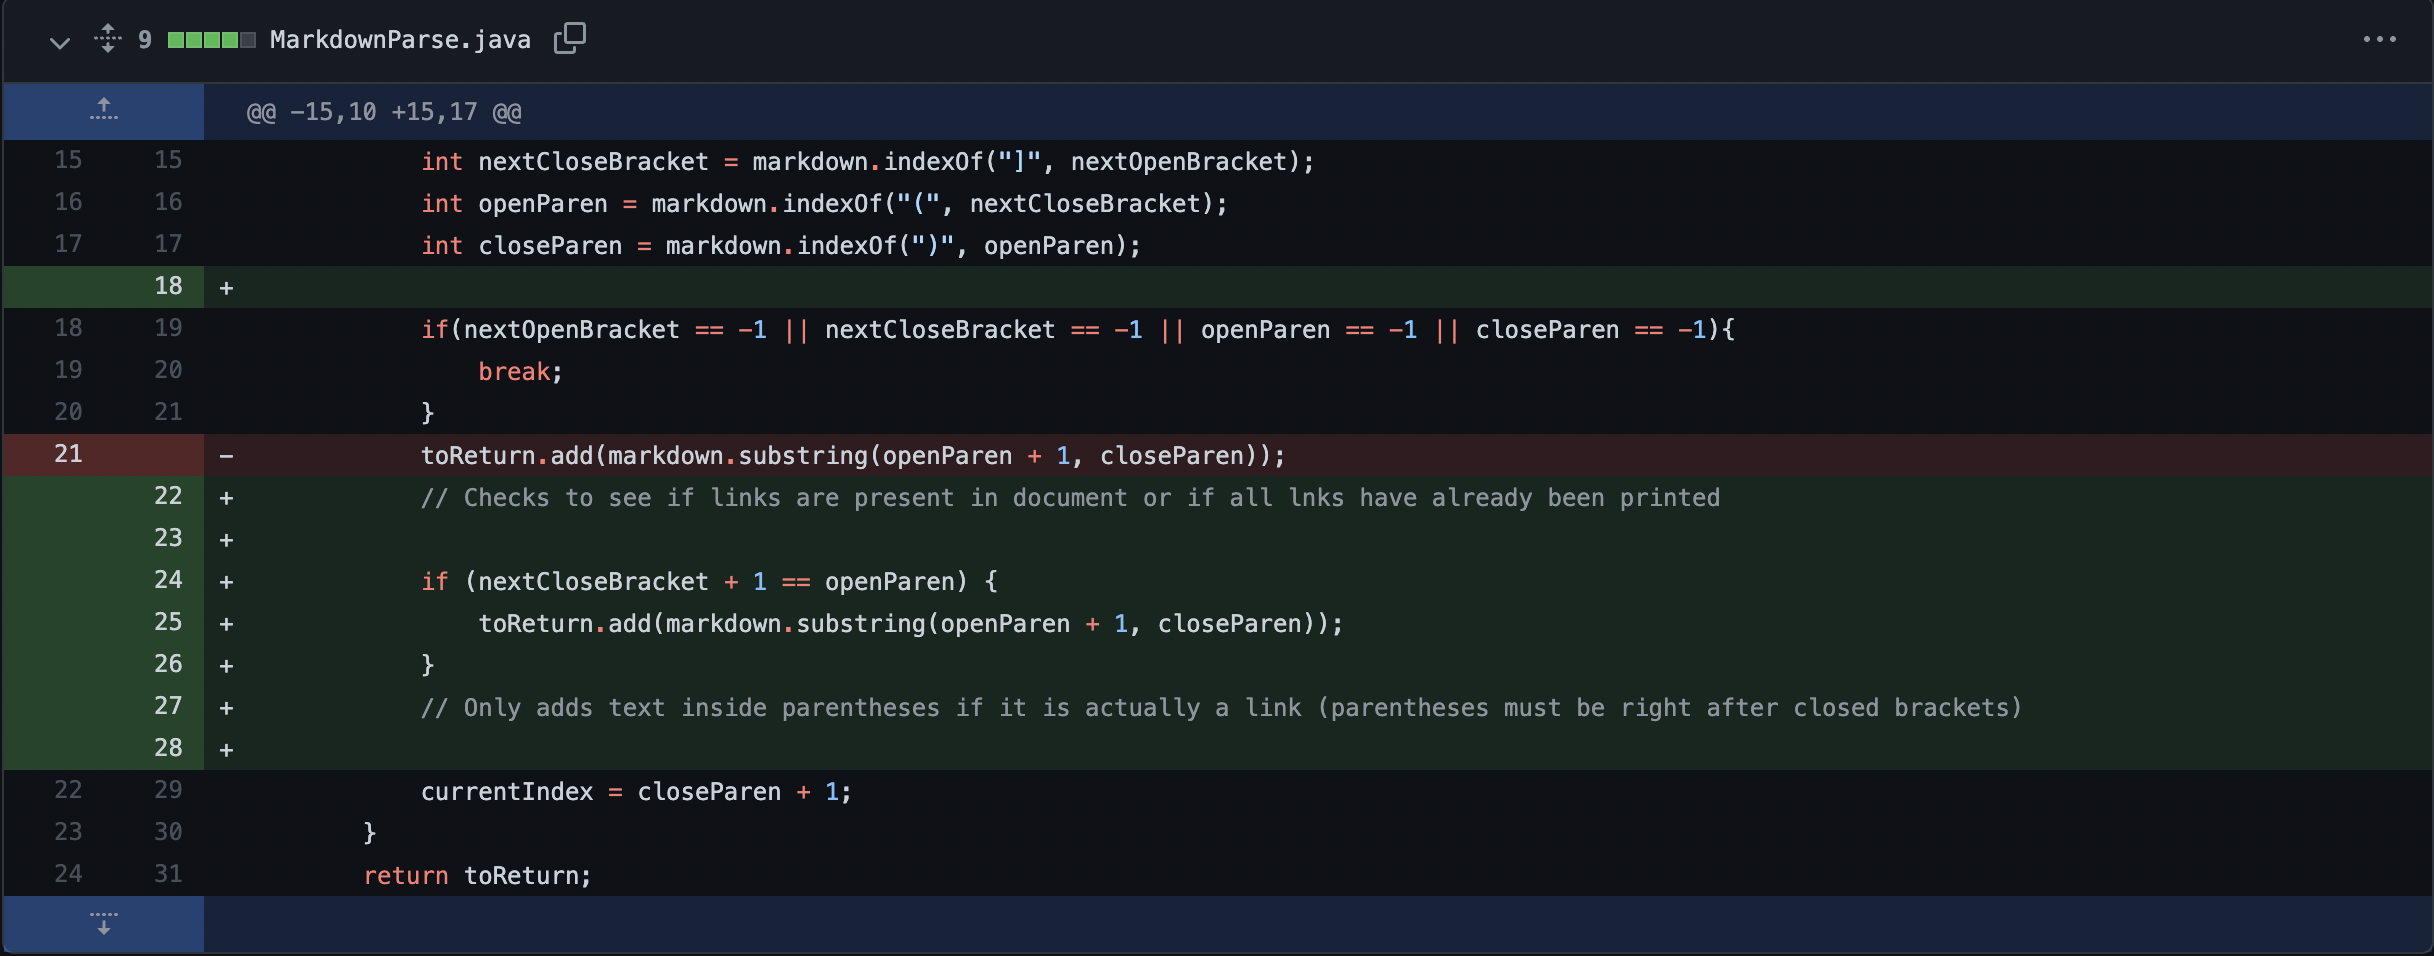 9 MarkdownParse.java
@@ -15,10 +15,17 @@
15 15 int nextCloseBracket = markdown.indexOf("]", nextOpenBracket);
16 16 int openParen = markdown.indexOf("(", nextCloseBracket);
17 17 int closeParen = markdown.indexOf(")", openParen);
18 +
18 19 if(nextOpenBracket == -1 || nextCloseBracket == -1 || openParen == -1 || closeParen == -1){
19 20 break;
20 21 }
21 - toReturn.add(markdown.substring(openParen + 1, closeParen));
22 + // Checks to see if links are present in document or if all lnks have already been printed
23 +
24 + if (nextCloseBracket + 1 == openParen) {
25 + toReturn.add(markdown.substring(openParen + 1, closeParen));
26 + }
27 + // Only adds text inside parentheses if it is actually a link (parentheses must be right after closed brackets)
28 +
22 29 currentIndex = closeParen + 1;
23 30 }
24 31 return toReturn;